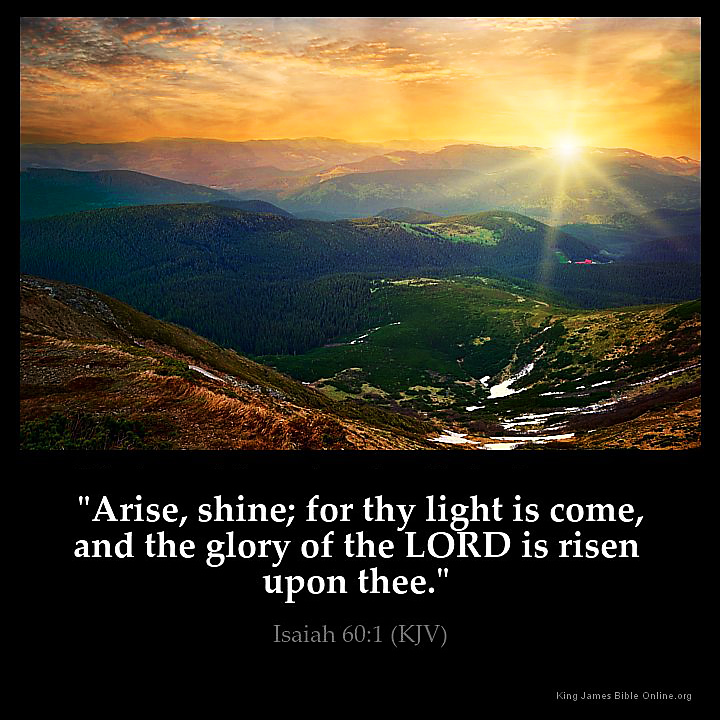 "Arise, shine; for thy light is come,
and the glory of the LORD is risen
upon thee."
Isaiah 60:1 (KJV)
King James Bible Online.org